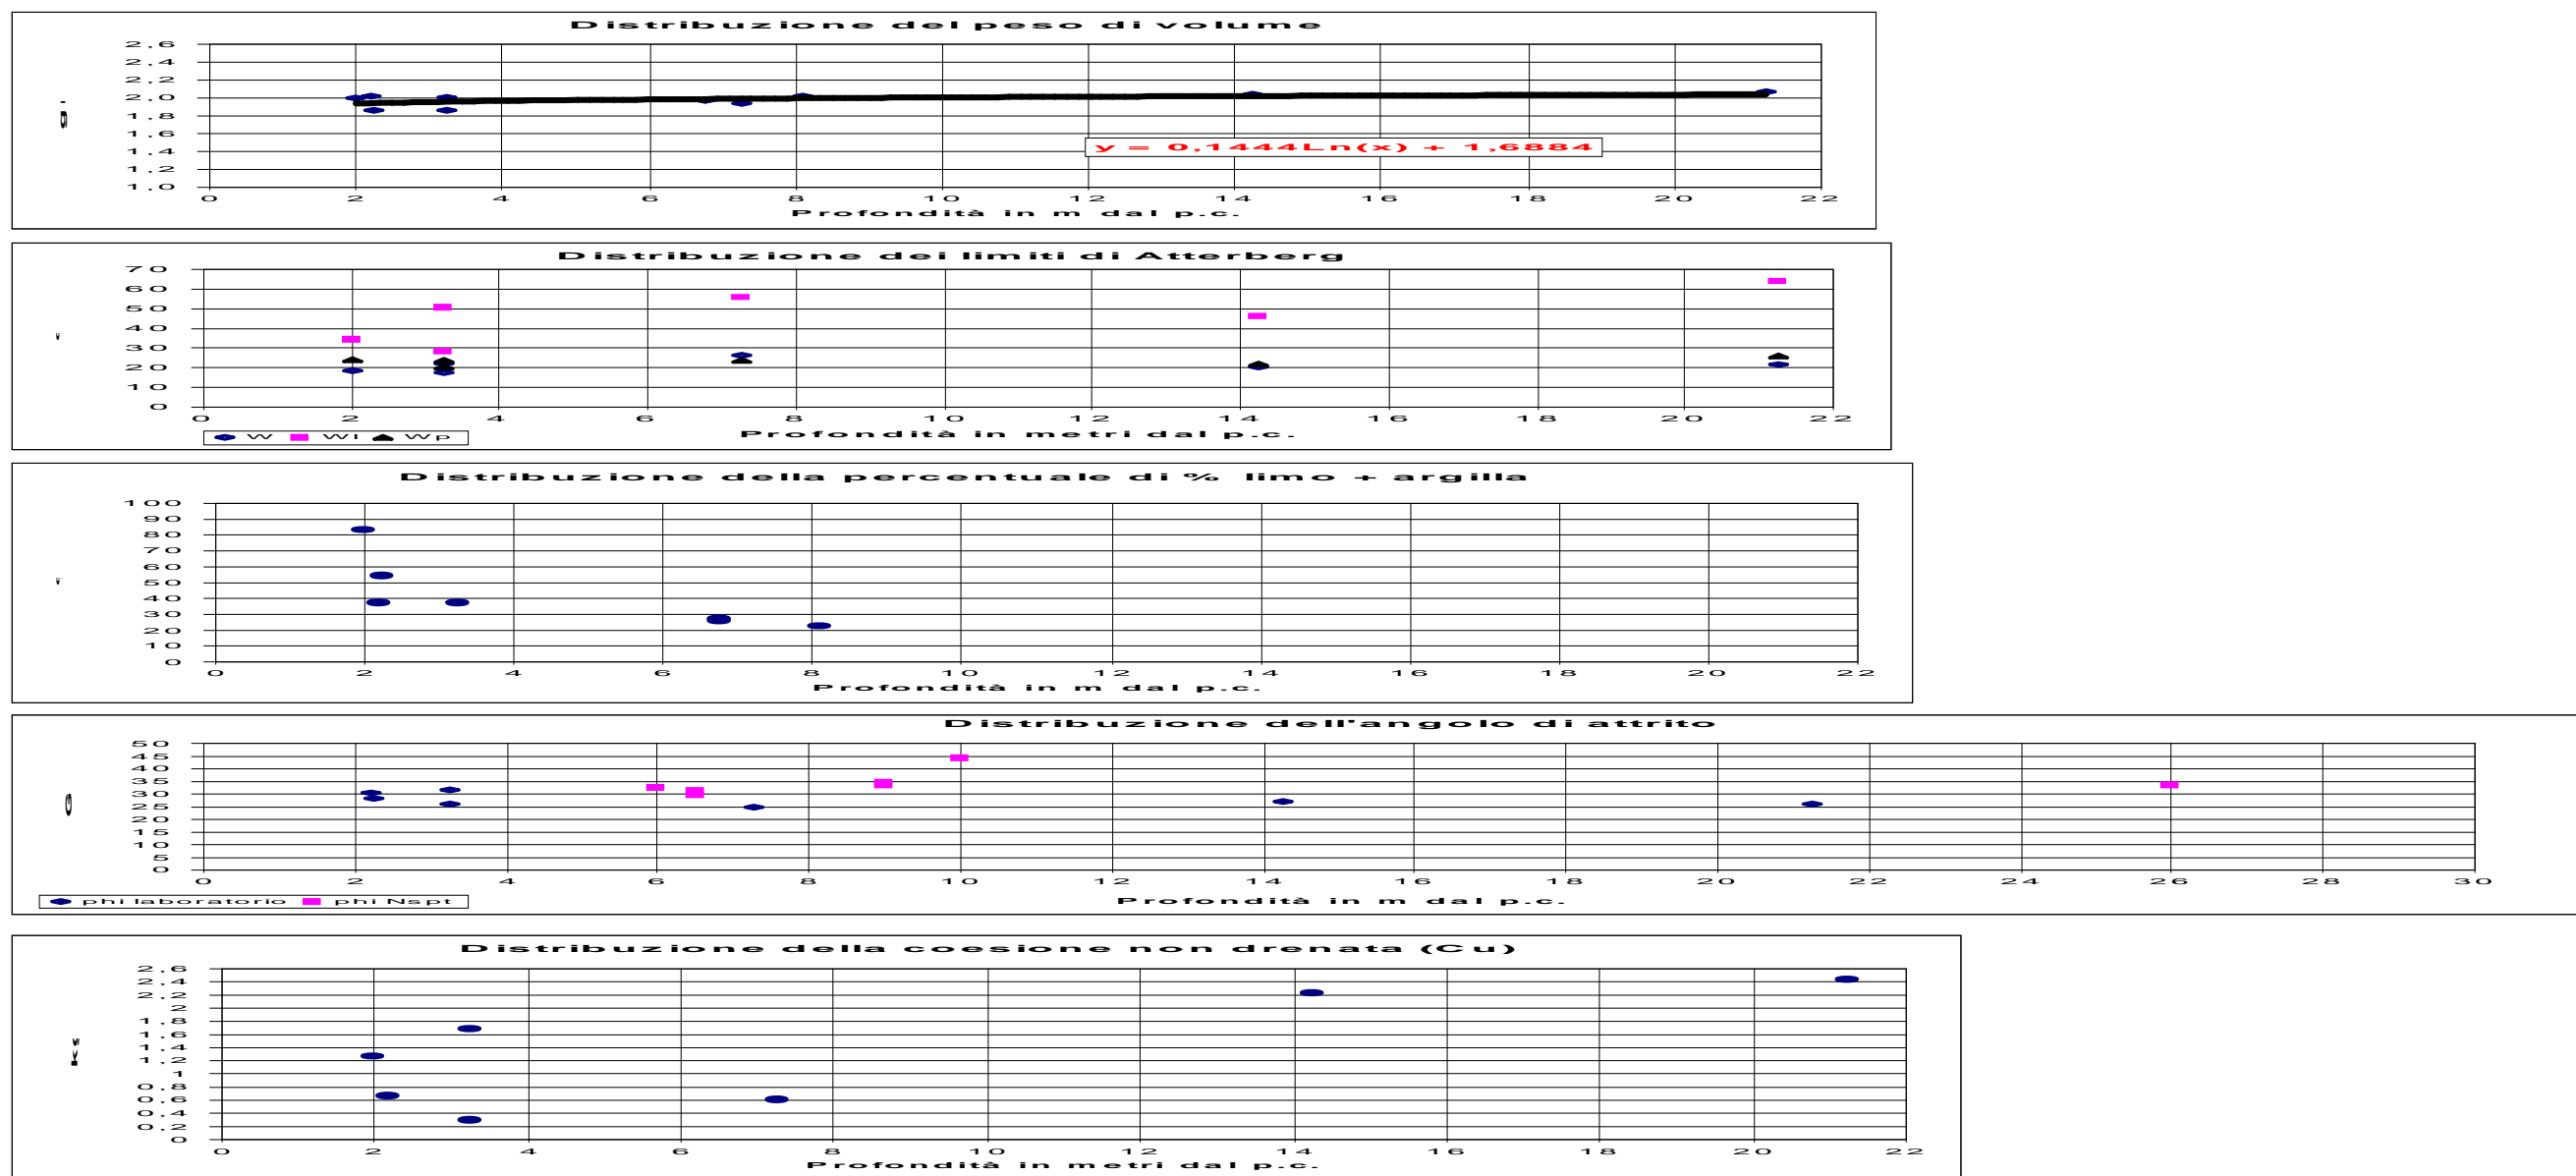 Distribuzione del peso di volume
2,6
2,4
2,2
2,0
1,8
1,6
1,4
1,2
1,0
y = 0,1444Ln(x) + 1,6884
0 2 4 6 8 10 12 14 16 18 20 22
Profondità in m dal p.c.
Distribuzione dei limiti di Atterberg
70
60
50
40
30
20
10
0
0 2 4 6 8 10 12 14 16 18 20 22
W Wl Wp
Profondità in metri dal p.c.
Distribuzione della percentuale di % limo + argilla
100
90
80
70
60
50
40
30
20
10
0
0 2 4 6 8 10 12 14 16 18 20 22
Profondità in m dal p.c.
Distribuzione dell'angolo di attrito
50
45
40
35
30
25
20
15
10
5
0
0 2 4 6 8 10 12 14 16 18 20 22 24 26 28 30
phi laboratorio phi Nspt
Profondità in m dal p.c.
Distribuzione della coesione non drenata (Cu)
2,6
2,4
2,2
2
1,8
1,6
1,4
1,2
1
0,8
0,6
0,4
0,2
0
0 2 4 6 8 10 12 14 16 18 20 22
Profondità in metri dal p.c.